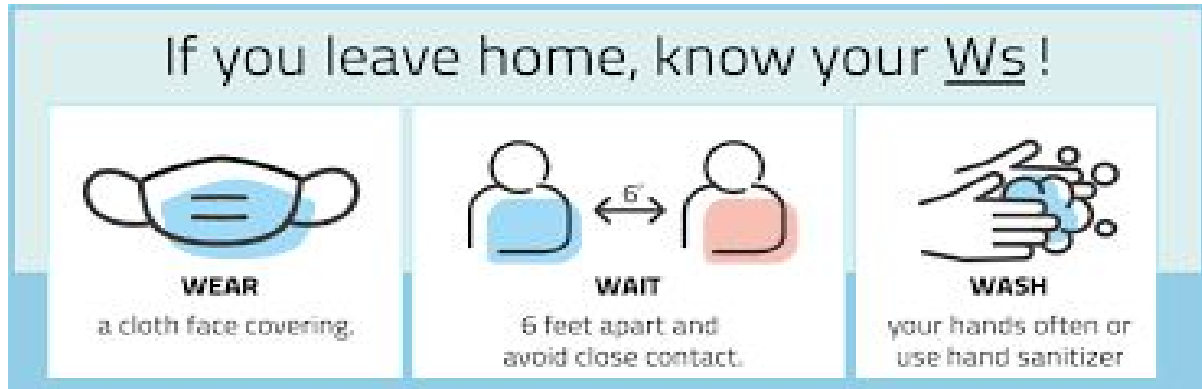 If you leave home, know your Ws!
6'
WEAR
a cloth face covering.
WAIT
6 feet apart and
avoid close contact.
WASH
your hands often or
use hand sanitizer